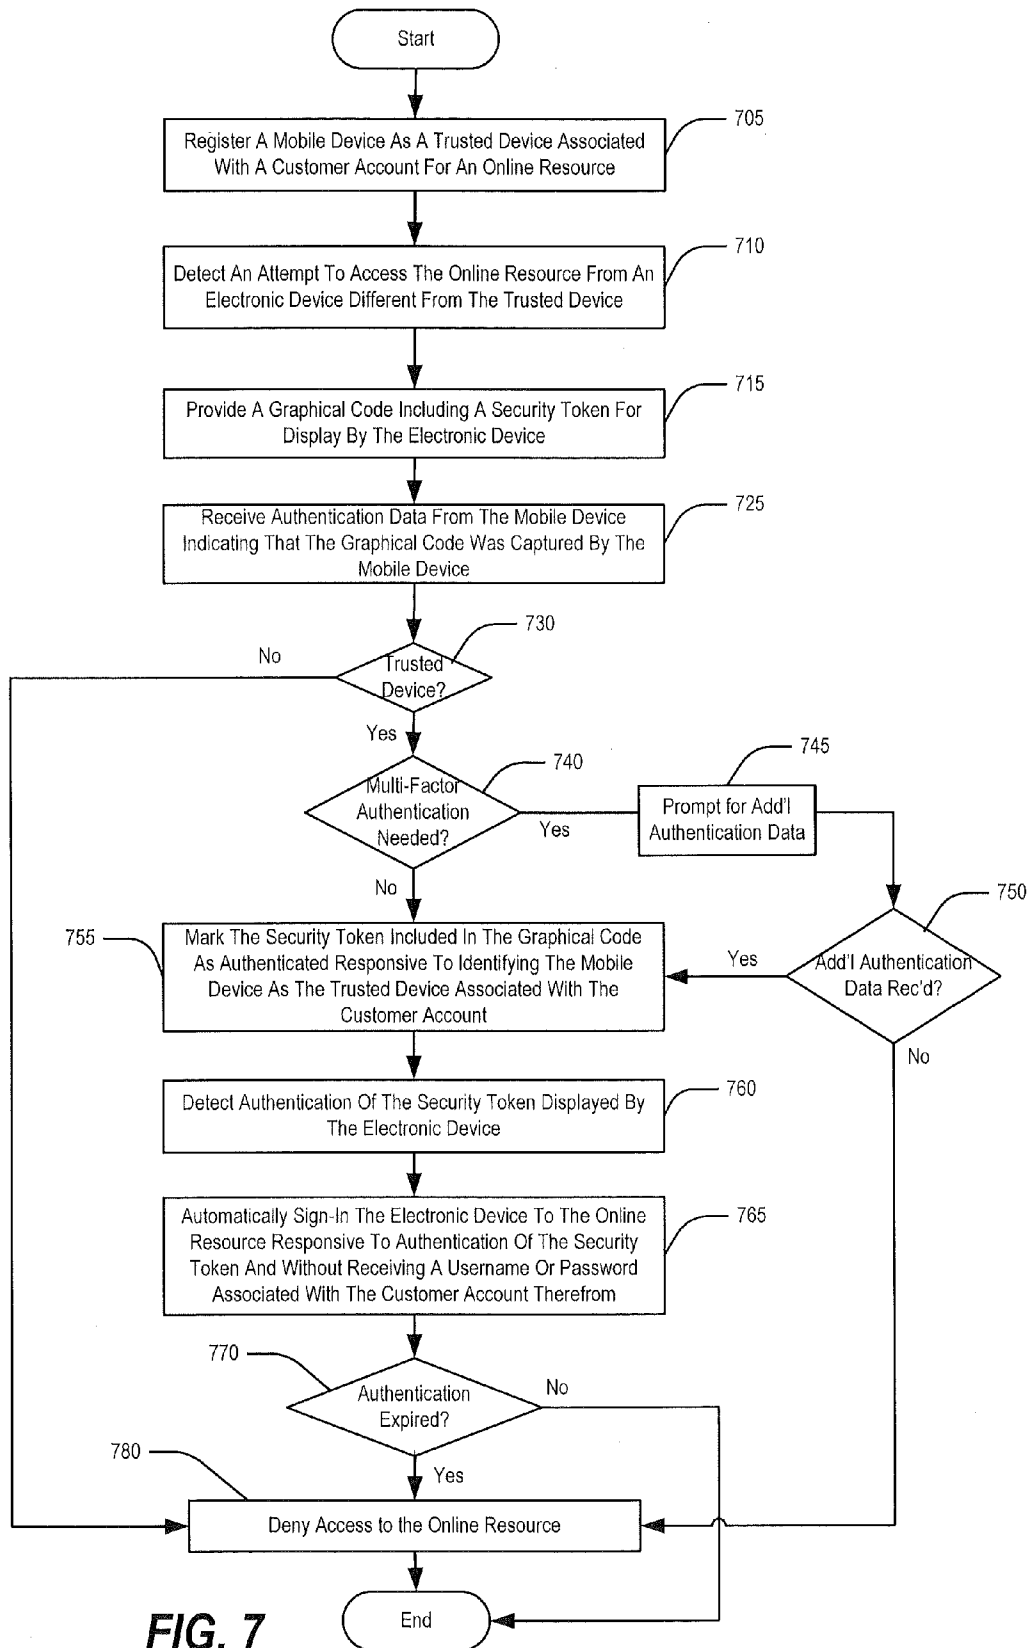 Start
705
Register A Mobile Device As A Trusted Device Associated
With A Customer Account For An Online Resource
710
Detect An Attempt To Access The Online Resource From An
Electronic Device Different From The Trusted Device
715
Provide A Graphical Code Including A Security Token For
Display By The Electronic Device
725
Receive Authentication Data From The Mobile Device
Indicating That The Graphical Code Was Captured By The
Mobile Device
730
No
Trusted
Device?
Yes
740
Multi-Factor
Authentication
Needed?
Yes
No
745
Prompt for Add'l
Authentication Data
750
Add'l Authentication
Data Rec'd?
Yes
No
755
Mark The Security Token Included In The Graphical Code
As Authenticated Responsive To Identifying The Mobile
Device As The Trusted Device Associated With The
Customer Account
760
Detect Authentication Of The Security Token Displayed By
The Electronic Device
765
Automatically Sign-In The Electronic Device To The Online
Resource Responsive To Authentication Of The Security
Token And Without Receiving A Username Or Password
Associated With The Customer Account Therefrom
770
Authentication
Expired?
No
Yes
780
Deny Access to the Online Resource
End
FIG. 7